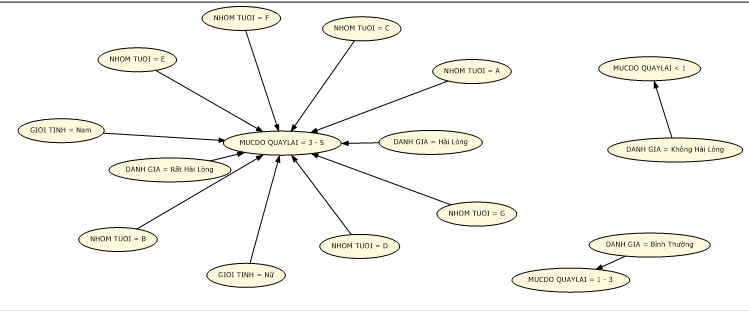 NHOM TUOI = F
NHOM TUOI = C
NHOM TUOI = E
NHOM TUOI = A
MUCDO QUAYLAI < 1
GIOI TINH = Nam
MUCDO QUAYLAI = 3 - 5
DANH GIA = Hài Lòng
DANH GIA = Không Hài Lòng
DANH GIA = Rất Hài Lòng
NHOM TUOI = G
NHOM TUOI = B
NHOM TUOI = D
DANH GIA = Bình Thường
GIOI TINH = Nữ
MUCDO QUAYLAI = 1 - 3